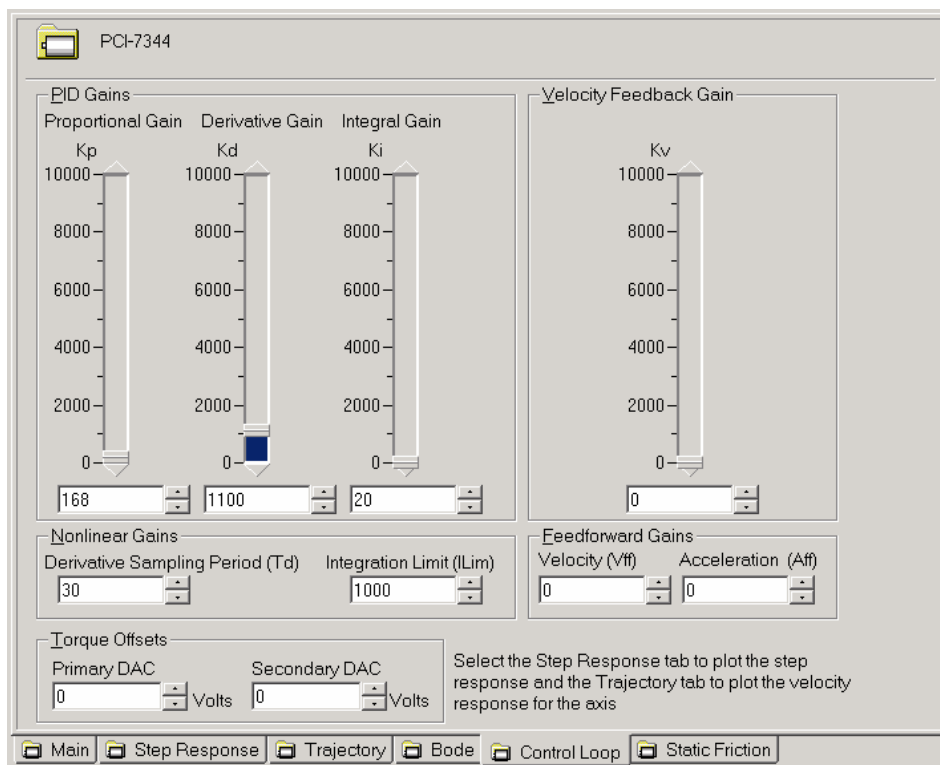 PCI-7344
PID Gains
Proportional Gain Derivative Gain Integral Gain
Kp Kd Ki
10000 10000 10000
8000 8000 8000
6000 6000 6000
4000 4000 4000
2000 2000 2000
0 0 0
168 1100 20
Velocity Feedback Gain
Kv
10000
8000
6000
4000
2000
0
0
Nonlinear Gains
Derivative Sampling Period (Td) Integration Limit (ILim)
30 1000
Feedforward Gains
Velocity (Vff) Acceleration (Aff)
0 0
Torque Offsets
Primary DAC Secondary DAC
0 Volts 0 Volts
Select the Step Response tab to plot the step
response and the Trajectory tab to plot the velocity
response for the axis
Main Step Response Trajectory Bode Control Loop Static Friction